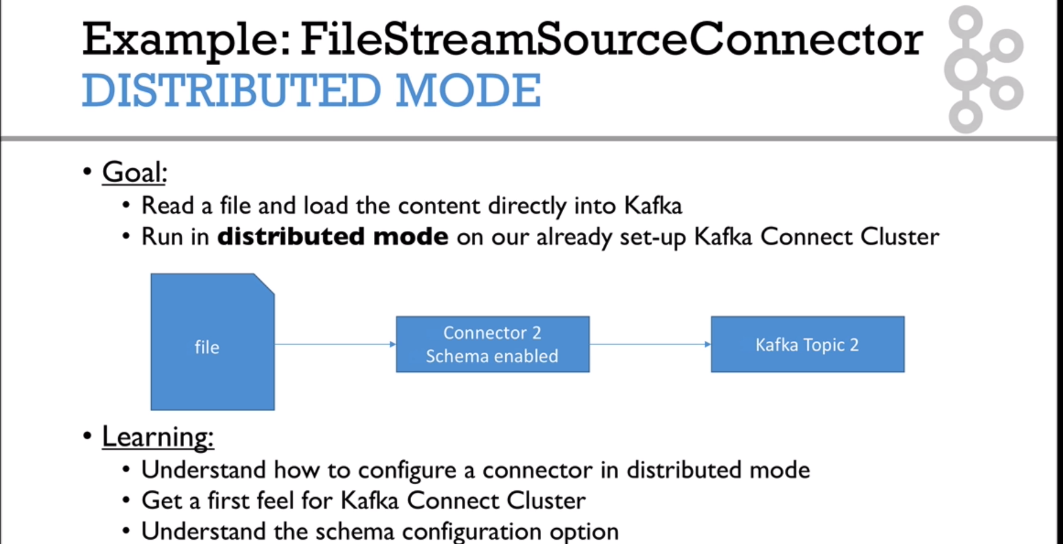 Example: FileStreamSourceConnector
DISTRIBUTED MODE
• Goal:
• Read a file and load the content directly into Kafka
• Run in distributed mode on our already set-up Kafka Connect Cluster
file
Connector 2
Schema enabled
Kafka Topic 2
• Learning:
• Understand how to configure a connector in distributed mode
• Get a first feel for Kafka Connect Cluster
• Understand the schema configuration option